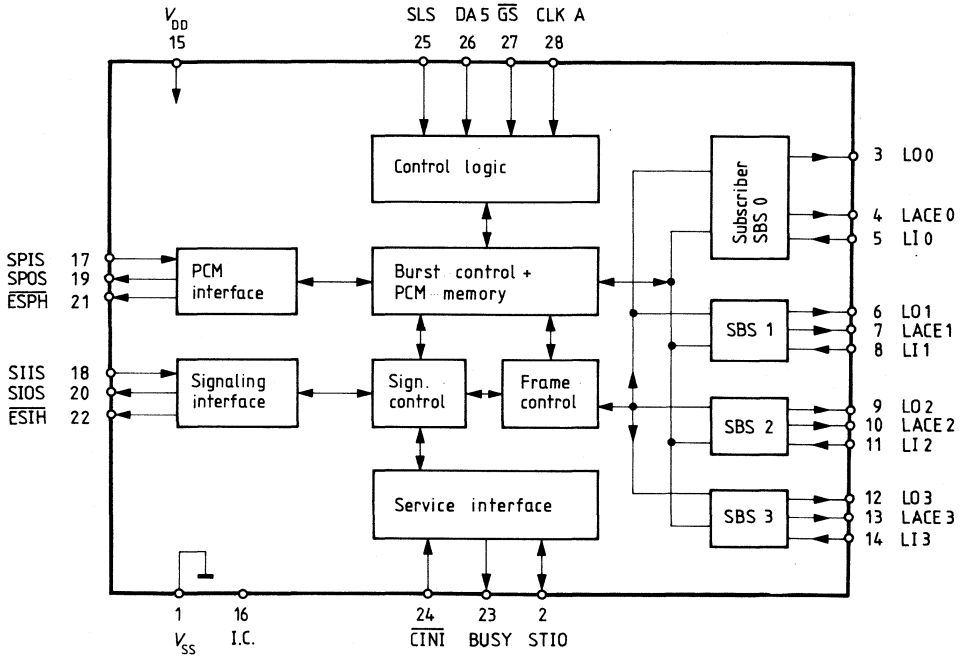 V_DD
15
SLS DA5 G̅S̅ CLK A
25 26 27 28
Control logic
Subscriber
SBS 0
3 LO0
4 LACE0
5 LI0
SPIS 17
SPOS 19
E̅S̅P̅H̅ 21
PCM
interface
Burst control +
PCM memory
SBS 1
6 LO1
7 LACE1
8 LI1
SIIS 18
SIOS 20
E̅S̅I̅H̅ 22
Signaling
interface
Sign.
control
Frame
control
SBS 2
9 LO2
10 LACE2
11 LI2
Service interface
SBS 3
12 LO3
13 LACE3
14 LI3
1 16 24 23 2
V_SS I.C. C̅I̅N̅I̅ BUSY STIO